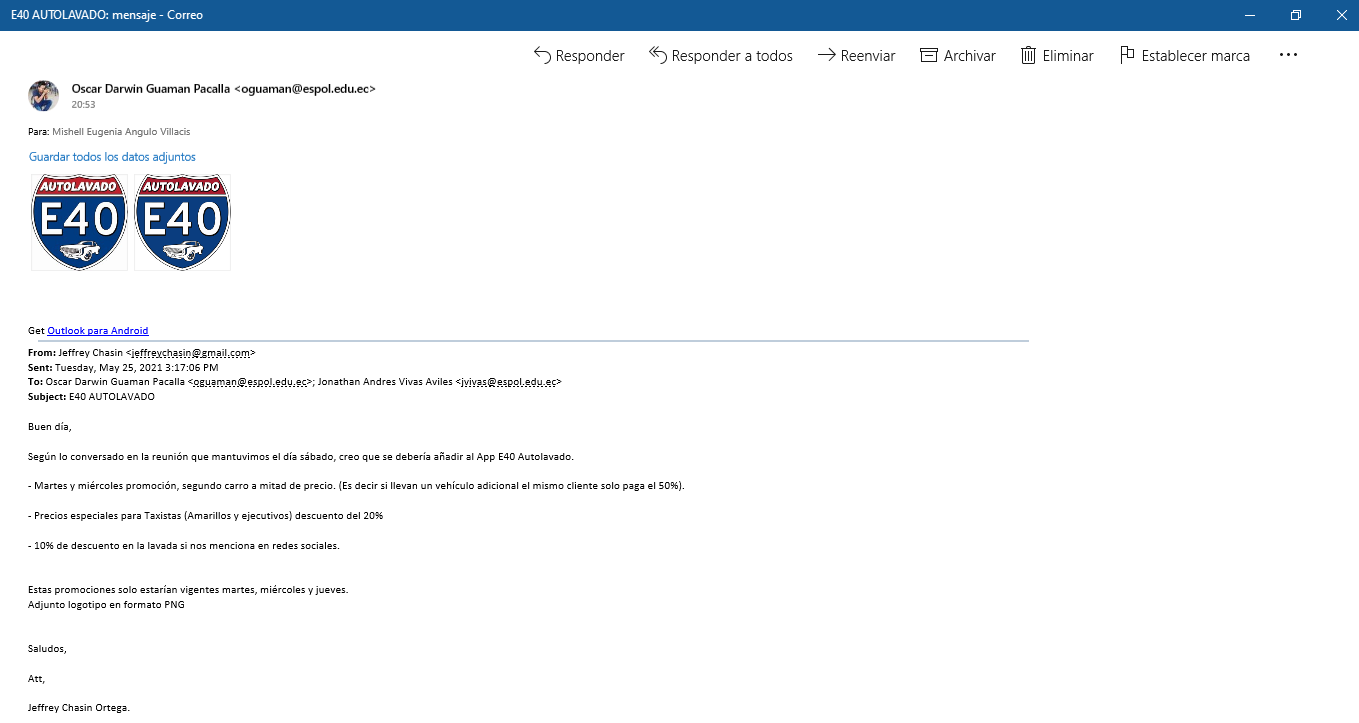 E40 AUTOLAVADO: mensaje - Correo
Responder Responder a todos Reenviar Archivar Eliminar Establecer marca ...
Oscar Darwin Guaman Pacalla <oguaman@espol.edu.ec>
20:53
Para: Mishell Eugenia Angulo Villacis
Guardar todos los datos adjuntos
AUTOLAVADO AUTOLAVADO
E40 E40
Get Outlook para Android
From: Jeffrey Chasin <jeffreychasin@gmail.com>
Sent: Tuesday, May 25, 2021 3:17:06 PM
To: Oscar Darwin Guaman Pacalla <oguaman@espol.edu.ec>; Jonathan Andres Vivas Aviles <jvivas@espol.edu.ec>
Subject: E40 AUTOLAVADO
Buen día,
Según lo conversado en la reunión que mantuvimos el día sábado, creo que se debería añadir al App E40 Autolavado.
- Martes y miércoles promoción, segundo carro a mitad de precio. (Es decir si llevan un vehículo adicional el mismo cliente solo paga el 50%).
- Precios especiales para Taxistas (Amarillos y ejecutivos) descuento del 20%
- 10% de descuento en la lavada si nos menciona en redes sociales.
Estas promociones solo estarían vigentes martes, miércoles y jueves.
Adjunto logotipo en formato PNG
Saludos,
Att,
Jeffrey Chasin Ortega.